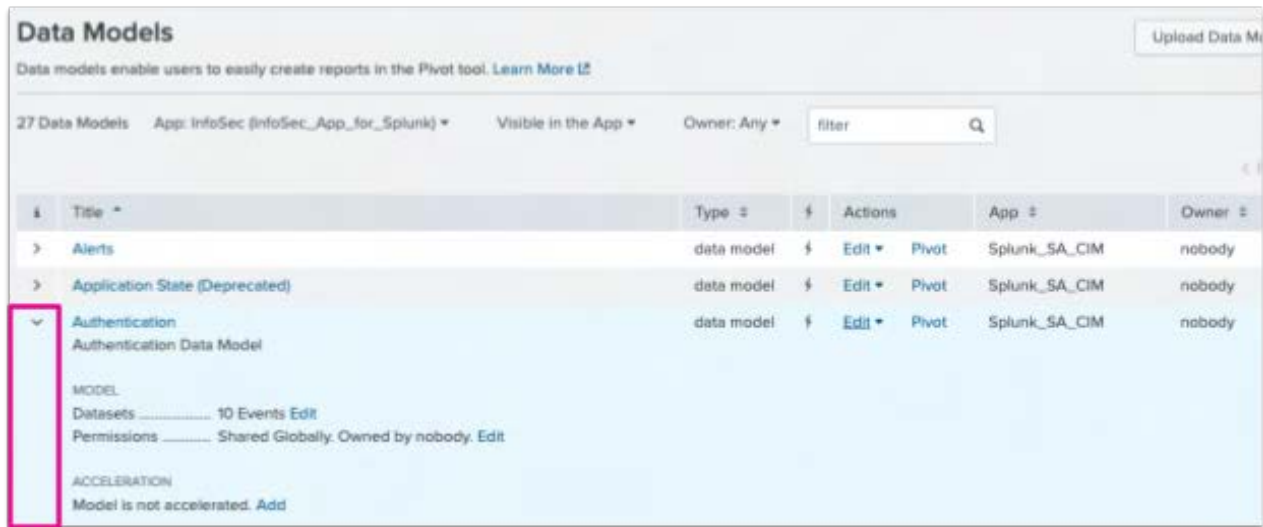 Data Models
Upload Data Mo
Data models enable users to easily create reports in the Pivot tool. Learn More
27 Data Models App: InfoSec (InfoSec_App_for_Splunk) Visible in the App Owner: Any filter
i Title Type Actions App Owner
Alerts data model Edit Pivot Splunk_SA_CIM nobody
Application State (Deprecated) data model Edit Pivot Splunk_SA_CIM nobody
Authentication data model Edit Pivot Splunk_SA_CIM nobody
Authentication Data Model
MODEL
Datasets .................. 10 Events Edit
Permissions ............ Shared Globally. Owned by nobody. Edit
ACCELERATION
Model is not accelerated. Add